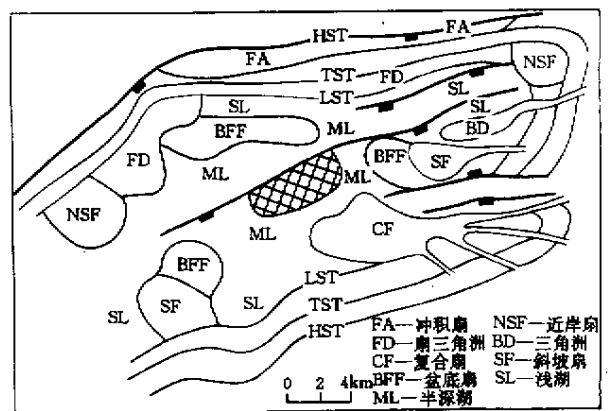 HST
FA
FA
TST
FD
NSF
LST
SL
SL
SL
BFF
ML
BD
FD
ML
BFF
SF
ML
NSF
ML
CF
BFF
LST
SL
SF
SL
TST
HST
FA—冲积扇 NSF—近岸扇
FD—扇三角洲 BD—三角洲
CF—复合扇 SF—斜坡扇
BFF—盆底扇 SL—浅湖
ML—半深湖
0 2 4km